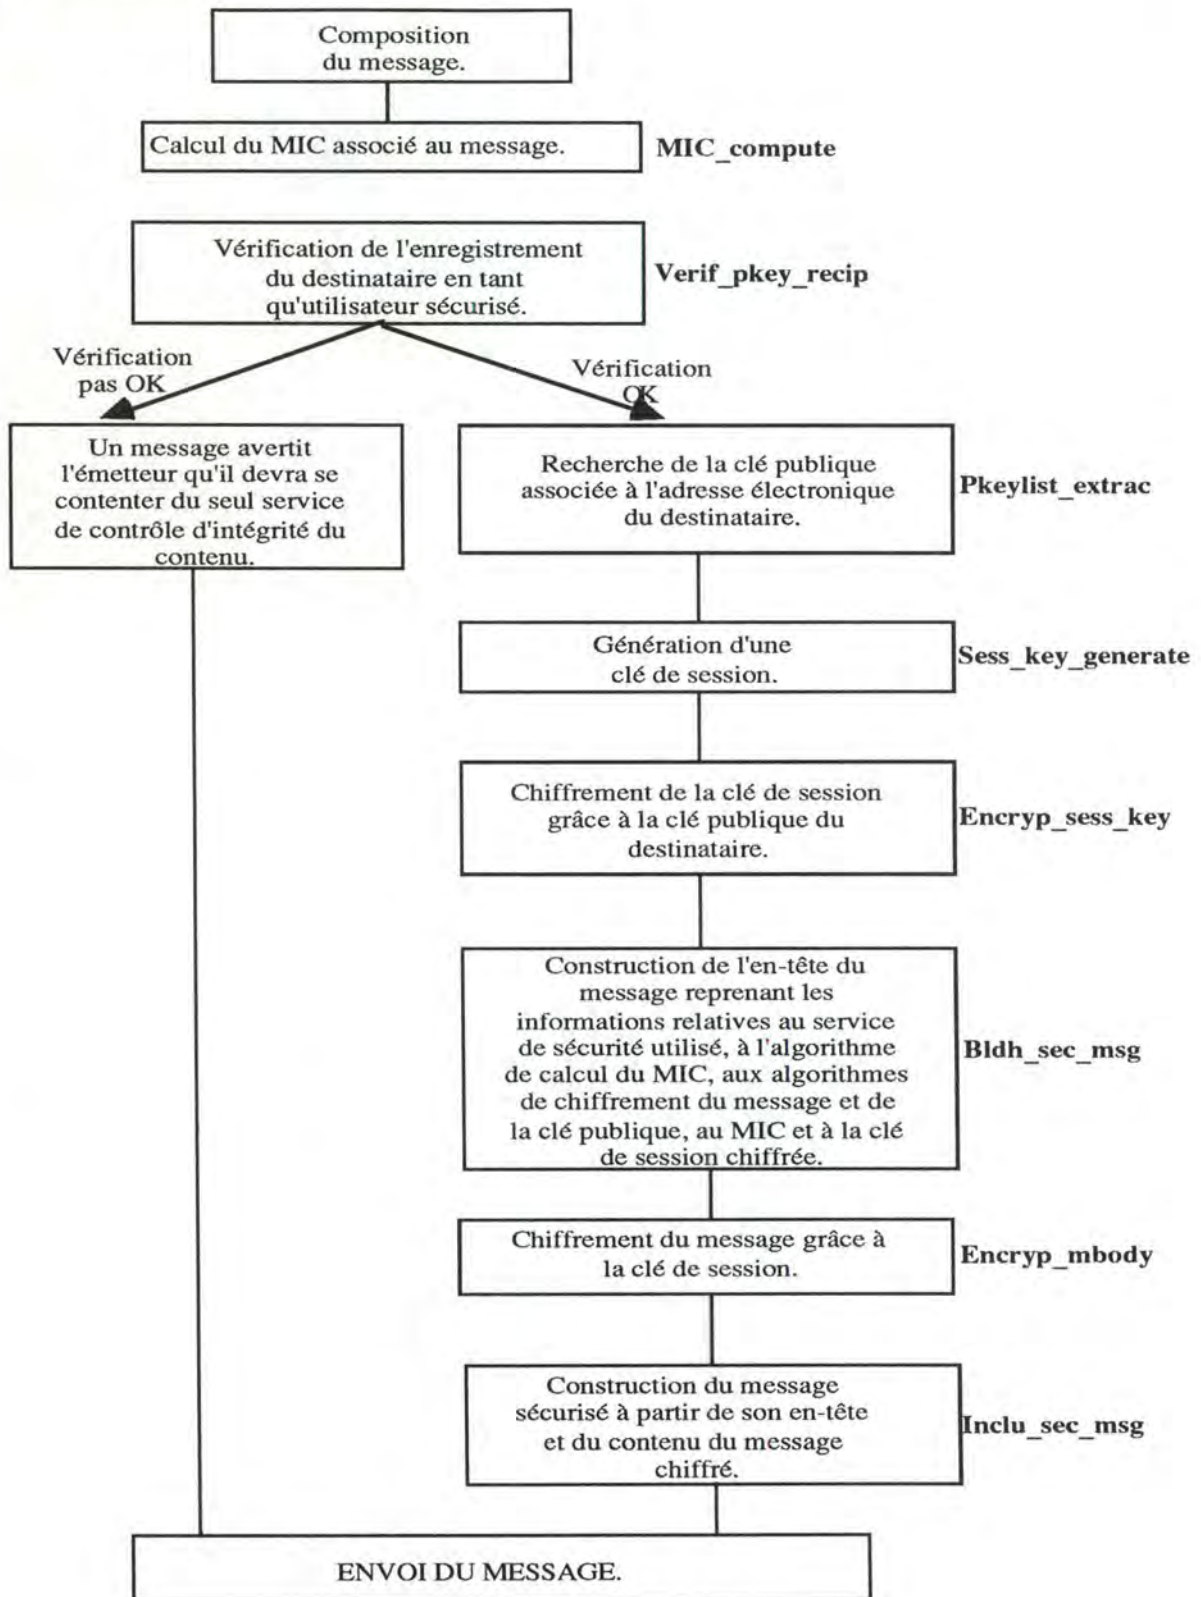 Composition
du message.
Calcul du MIC associé au message.
MIC_compute
Vérification de l'enregistrement
du destinataire en tant
qu'utilisateur sécurisé.
Verif_pkey_recip
Vérification
pas OK
Vérification
OK
Un message avertit
l'émetteur qu'il devra se
contenter du seul service
de contrôle d'intégrité du
contenu.
Recherche de la clé publique
associée à l'adresse électronique
du destinataire.
Pkeylist_extrac
Génération d'une
clé de session.
Sess_key_generate
Chiffrement de la clé de session
grâce à la clé publique du
destinataire.
Encryp_sess_key
Construction de l'en-tête du
message reprenant les
informations relatives au service
de sécurité utilisé, à l'algorithme
de calcul du MIC, aux algorithmes
de chiffrement du message et de
la clé publique, au MIC et à la clé
de session chiffrée.
Bldh_sec_msg
Chiffrement du message grâce à
la clé de session.
Encryp_mbody
Construction du message
sécurisé à partir de son en-tête
et du contenu du message
chiffré.
Inclu_sec_msg
ENVOI DU MESSAGE.